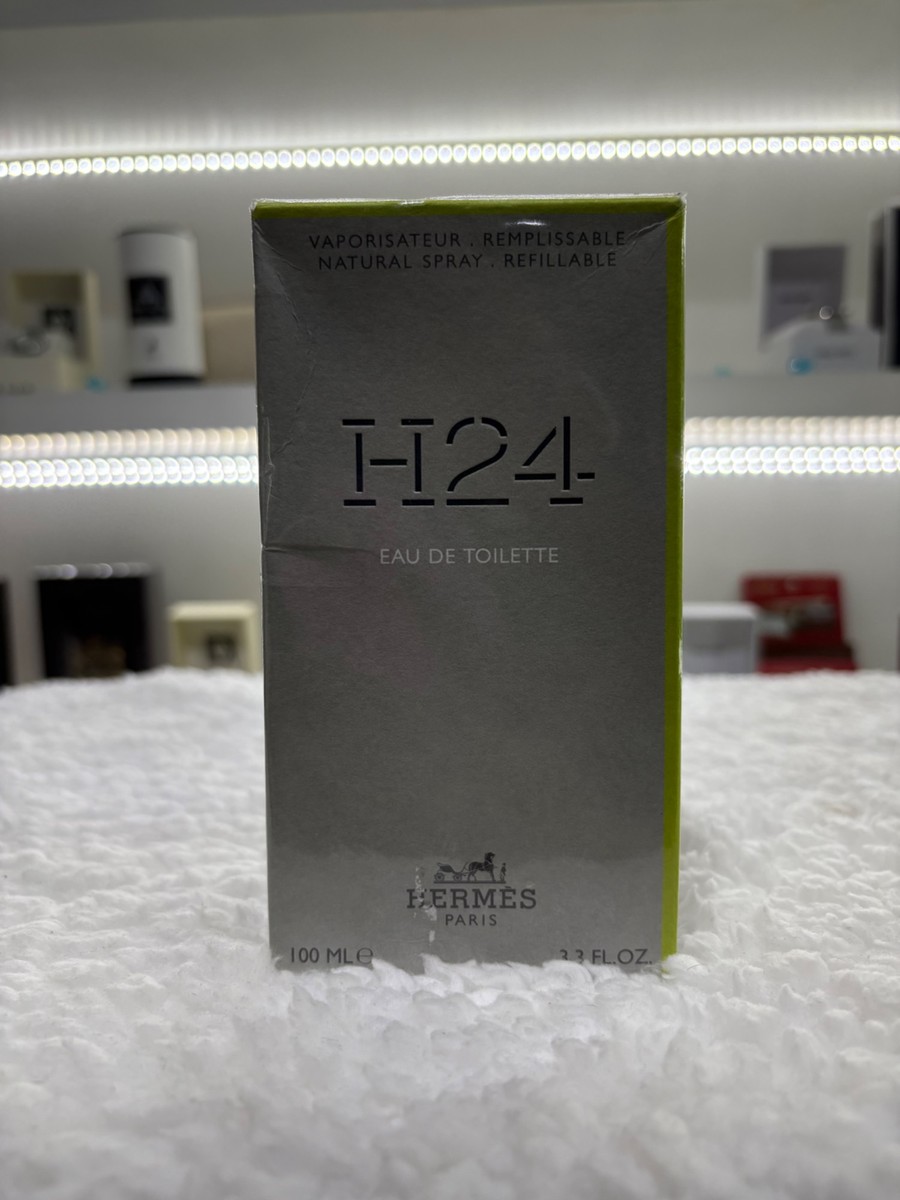 VAPORISATEUR . REMPLISSABLE
NATURAL SPRAY . REFILLABLE
H24
EAU DE TOILETTE
HERMÈS
PARIS
100 ML ℮
3.3 FL.OZ.